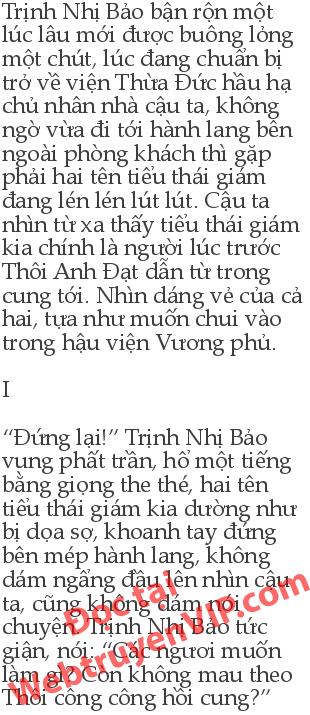 Trịnh Nhị Bảo bận rộn một
lúc lâu mới được buông lỏng
một chút, lúc đang chuẩn bị
trở về viện Thừa Đức hầu hạ
chủ nhân nhà cậu ta, không
ngờ vừa đi tới hành lang bên
ngoài phòng khách thì gặp
phải hai tên tiểu thái giám
đang lén lén lút lút. Cậu ta
nhìn từ xa thấy tiểu thái giám
kia chính là người lúc trước
Thôi Anh Đạt dẫn từ trong
cung tới. Nhìn dáng vẻ của cả
hai, tựa như muốn chui vào
trong hậu viện Vương phủ.
I
“Đứng lại!” Trịnh Nhị Bảo
vung phất trần, hổ một tiếng
bằng giọng the thé, hai tên
tiểu thái giám kia dường như
bị dọa sợ, khoanh tay đứng
bên mép hành lang, không
dám ngẩng đầu lên nhìn cậu
ta, cũng không dám nói
chuyện. Trịnh Nhị Bảo tức
giận, nói: “Các ngươi muốn
làm gì? Còn không mau theo
Thôi công công hồi cung?”
Đọc tại
WebtruyenVIP.com